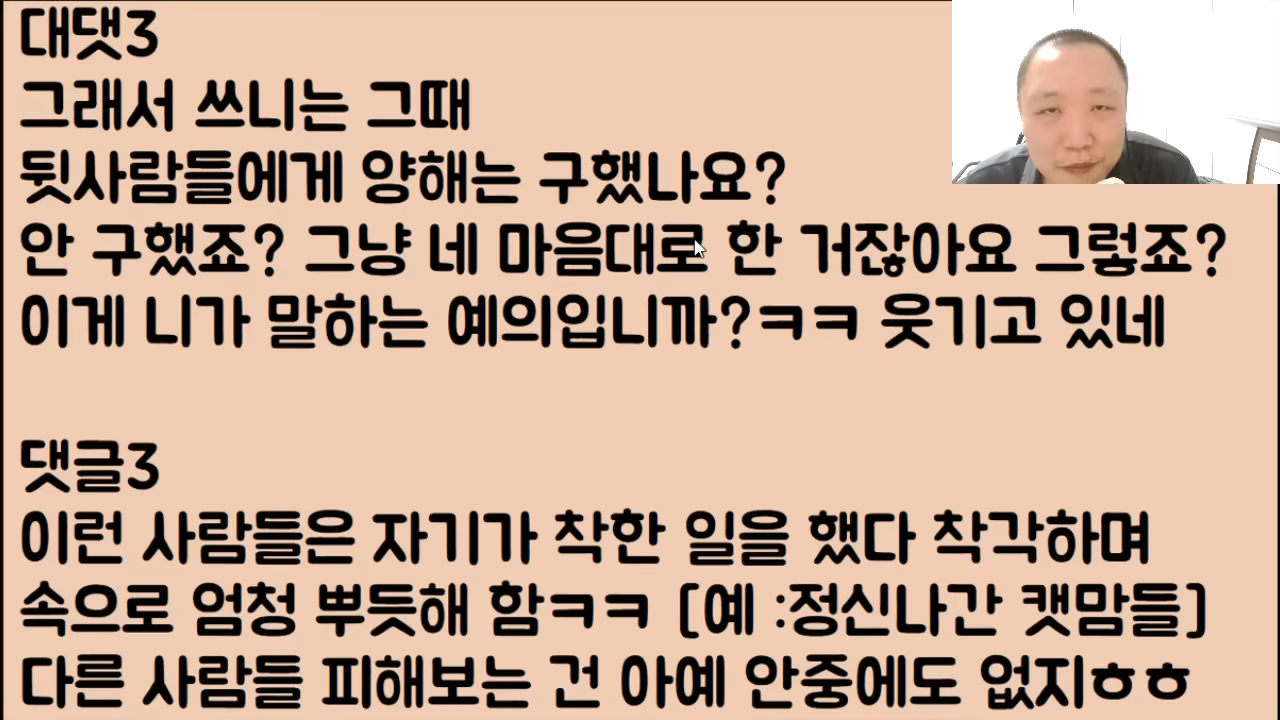 대댓3
그래서 쓰니는 그때
뒷사람들에게 양해는 구했나요?
안 구했죠? 그냥 네 마음대로 한 거잖아요 그렇죠?
이게 니가 말하는 예의입니까?ㅋㅋ 웃기고 있네
댓글3
이런 사람들은 자기가 착한 일을 했다 착각하며
속으로 엄청 뿌듯해 함ㅋㅋ [예 :정신나간 캣맘들]
다른 사람들 피해보는 건 아예 안중에도 없지ㅎㅎ